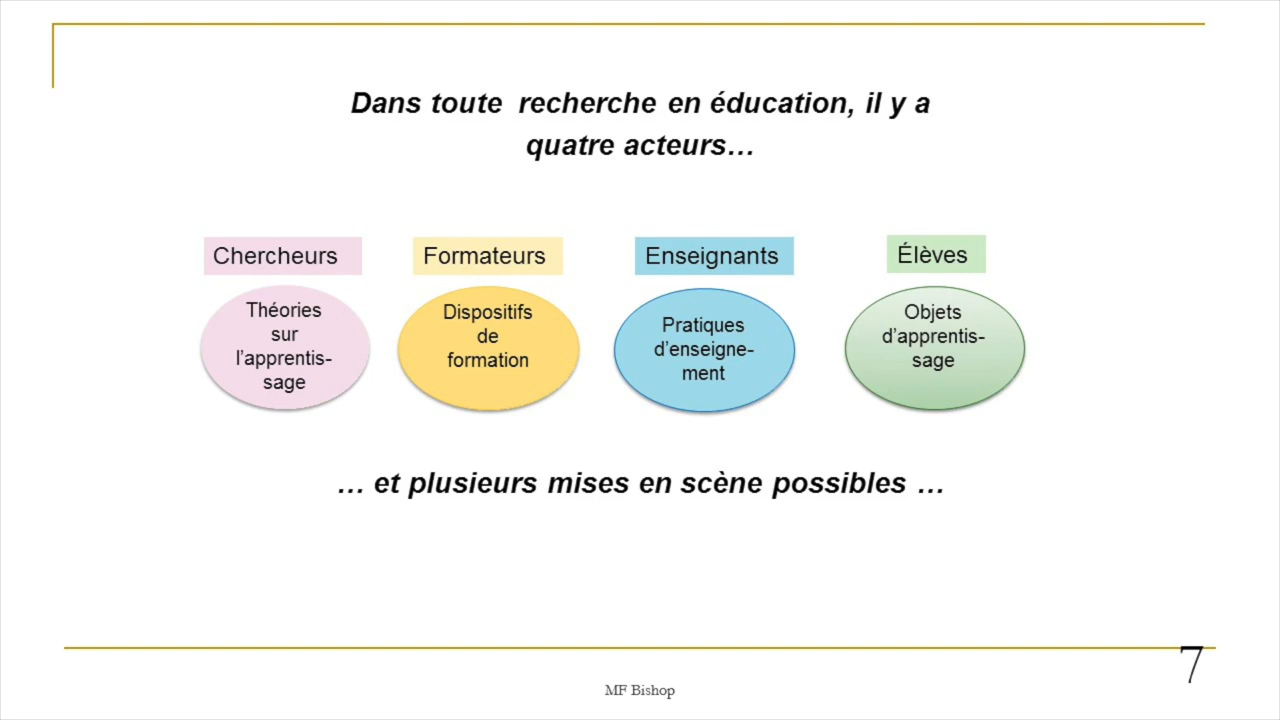 Dans toute recherche en éducation, il y a
quatre acteurs…
Chercheurs
Formateurs
Enseignants
Élèves
Théories
sur
l’apprentis-
sage
Dispositifs
de
formation
Pratiques
d’enseigne-
ment
Objets
d’apprentis-
sage
… et plusieurs mises en scène possibles …
7
MF Bishop